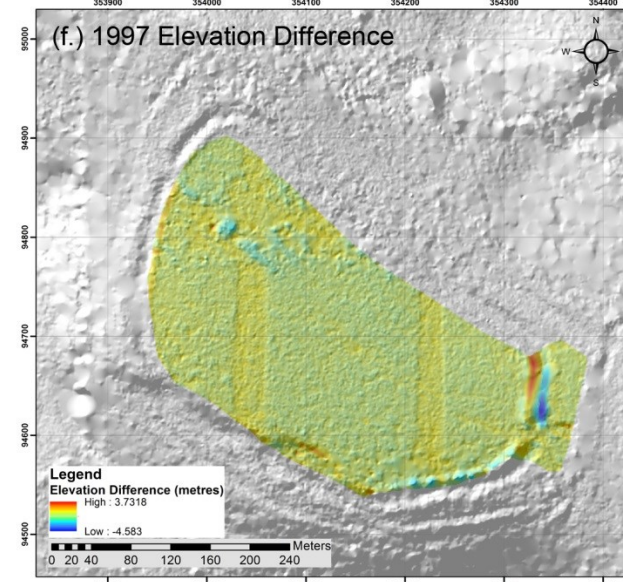 353900 354000 354100 354200 354300 354400
(f.) 1997 Elevation Difference
N
W E
S
95000
94900
94800
94700
94600
94500
Legend
Elevation Difference (metres)
High : 3.7318
Low : -4.583
Meters
0 20 40 80 120 160 200 240